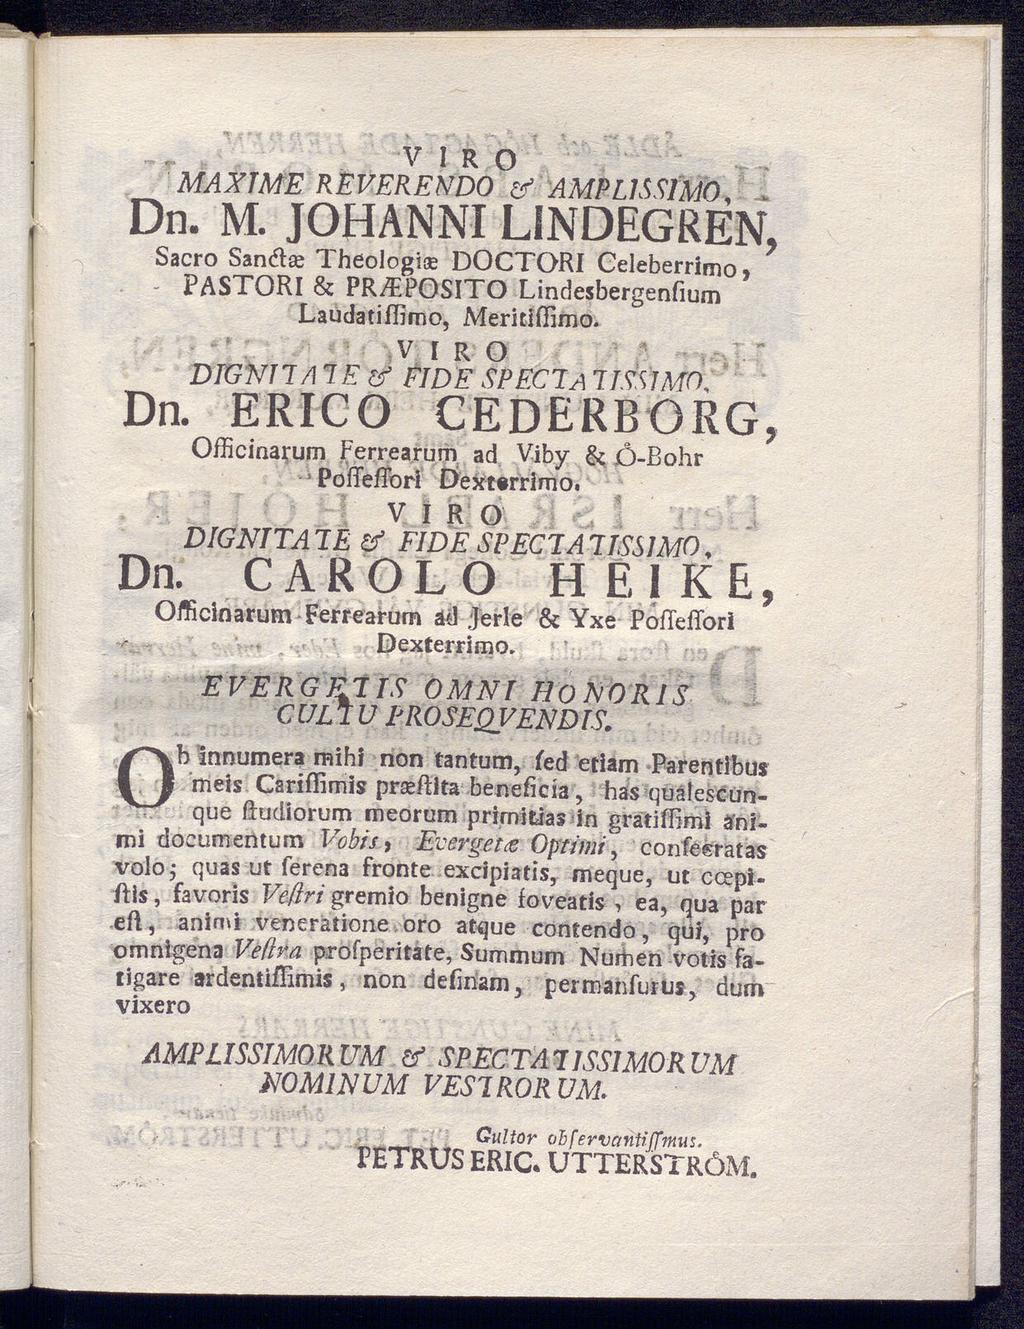 VIRO
MAXIME REVERENDO & AMPLISSIMO,
Dn. M. JOHANNI LINDEGREN,
Sacro Sanctæ Theologiæ DOCTORI Celeberrimo,
PASTORI & PRÆPOSITO Lindesbergenſium
Laudatiſſimo, Meritiſſimo.
VIRO
DIGNITATE & FIDE SPECTATISSIMO,
Dn. ERICO CEDERBORG,
Officinarum Ferrearum ad Viby & Ö-Bohr
Poſſeſſori Dexterrimo.
VIRO
DIGNITATE & FIDE SPECTATISSIMO,
Dn. CAROLO HEIKE,
Officinarum Ferrearum ad Jerle & Yxe Poſſeſſori
Dexterrimo.
EVERGETIS OMNI HONORIS
CULTU PROSEQVENDIS.
Ob innumera mihi non tantum, ſed etiam Parentibus
meis Cariſſimis præſtita beneficia, has qualescun-
que ſtudiorum meorum primitias in gratiſſimi ani-
mi documentum Vobis, Evergetæ Optimi, conſecratas
volo; quas ut ſerena fronte excipiatis, meque, ut cœpi-
ſtis, favoris Veſtri gremio benigne foveatis, ea, qua par
eſt, animi veneratione oro atque contendo, qui, pro
omnigena Veſtra proſperitate, Summum Numen votis fa-
tigare ardentiſſimis, non deſinam, permanſurus, dum
vixero
AMPLISSIMORUM & SPECTATISSIMORUM
NOMINUM VESTRORUM.
Cultor obſervantiſſmus.
PETRUS ERIC. UTTERSTRÖM.